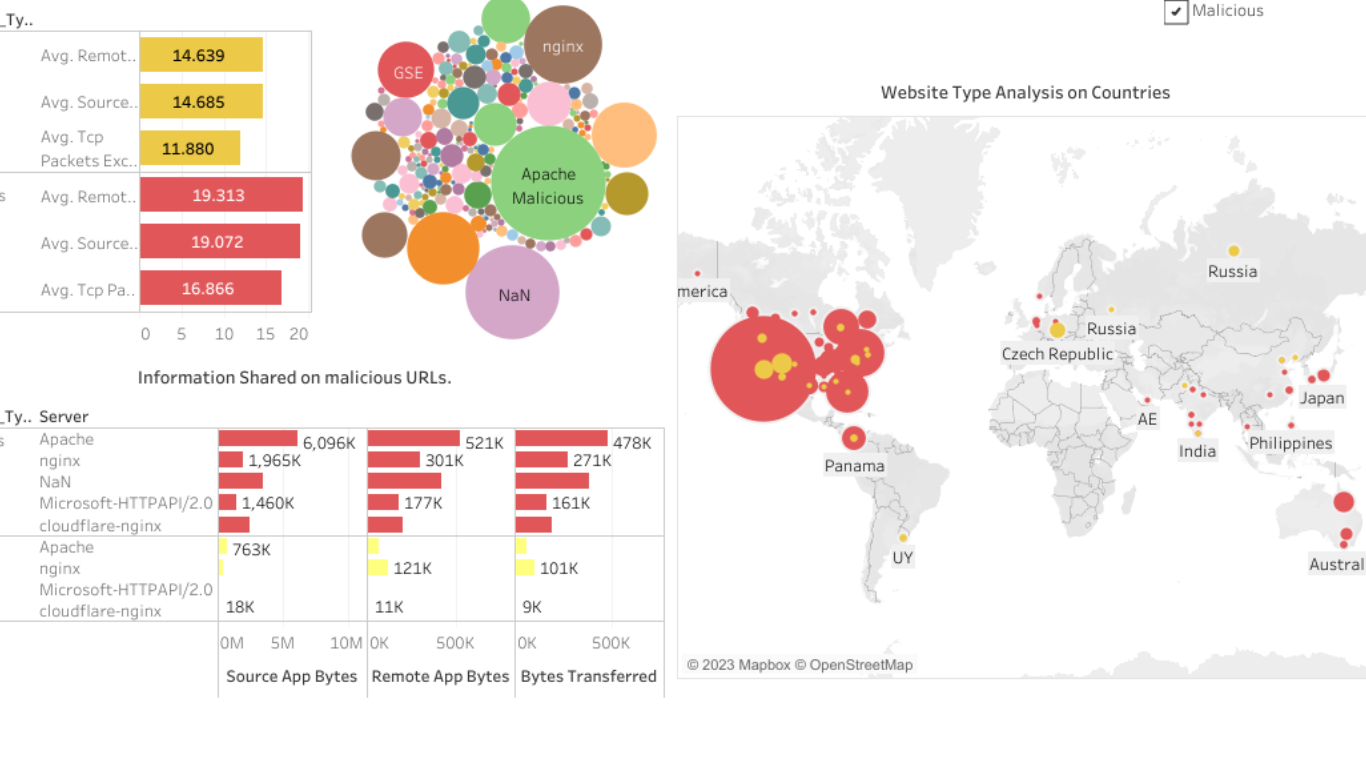 _Ty..
Avg. Remot..
14.639
Avg. Source..
14.685
Avg. Tcp
Packets Exc..
11.880
s
Avg. Remot..
19.313
Avg. Source..
19.072
Avg. Tcp Pa..
16.866
0 5 10 15 20
nginx
GSE
Apache
Malicious
NaN
Malicious
Information Shared on malicious URLs.
_Ty.. Server
s Apache 6,096K 521K 478K
nginx 1,965K 301K 271K
NaN
Microsoft-HTTPAPI/2.0 1,460K 177K 161K
cloudflare-nginx
Apache 763K
nginx 121K 101K
Microsoft-HTTPAPI/2.0
cloudflare-nginx 18K 11K 9K
0M 5M 10M 0K 500K 0K 500K
Source App Bytes Remote App Bytes Bytes Transferred
Website Type Analysis on Countries
Russia
merica
Russia
Czech Republic
Japan
AE
Philippines
India
Panama
UY
Austral
© 2023 Mapbox © OpenStreetMap